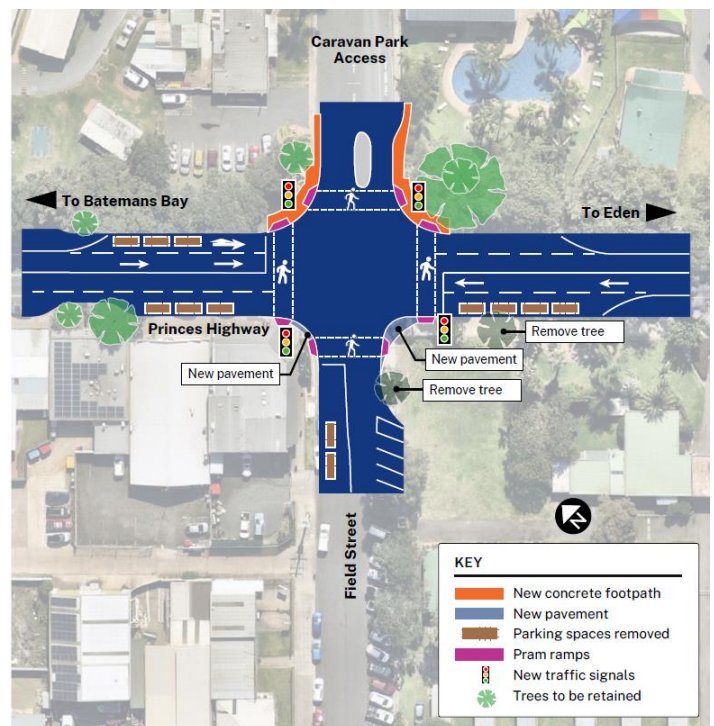 Caravan Park
Access
To Batemans Bay
To Eden
Princes Highway
Remove tree
New pavement
New pavement
Remove tree
Field Street
N
KEY
New concrete footpath
New pavement
Parking spaces removed
Pram ramps
New traffic signals
Trees to be retained